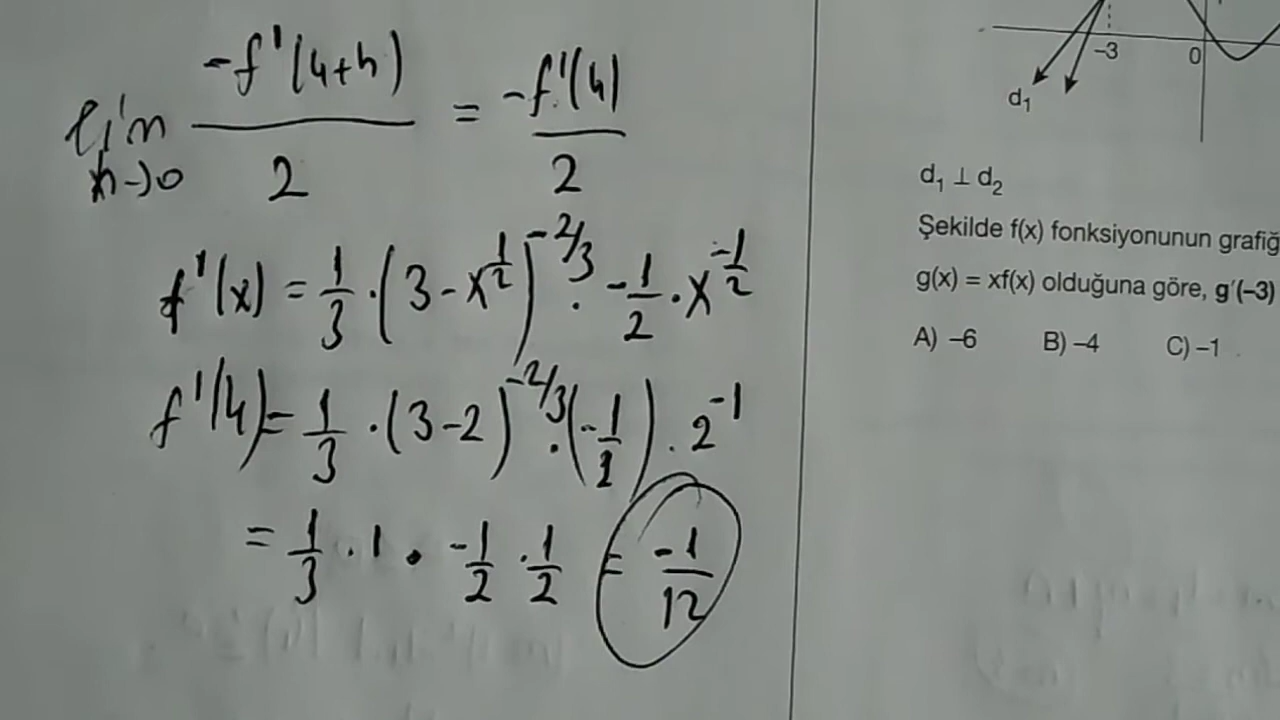 lim h→0 -f'(4+h)/2 = -f'(4)/2
f'(x) = 1/3 · (3 - x^1/2)^-2/3 · -1/2 · x^-1/2
f'(4) = 1/3 · (3-2)^-2/3 · (-1/2) · 2^-1
= 1/3 · 1 · -1/2 · 1/2 = -1/12
-3
0
d₁
d₁ ⊥ d₂
Şekilde f(x) fonksiyonunun
g(x) = xf(x) olduğuna göre, g'(–3)
A) –6 B) –4 C) –1